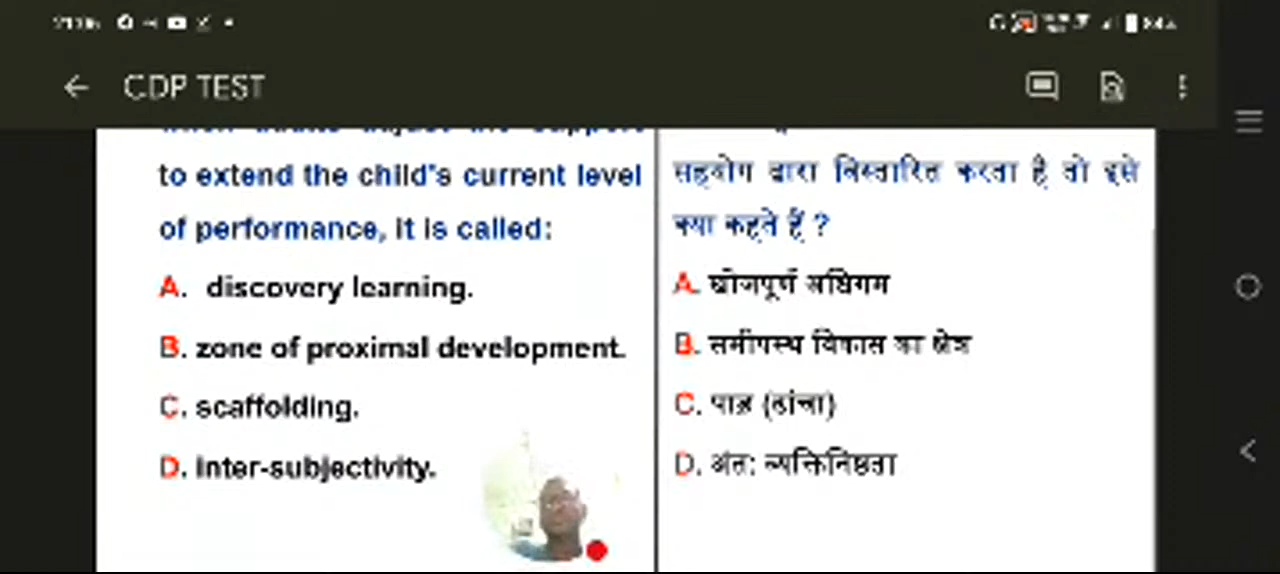 CDP TEST
to extend the child's current level
of performance, it is called:
A. discovery learning.
B. zone of proximal development.
C. scaffolding.
D. inter-subjectivity.
सहयोग द्वारा विस्तारित करता है तो इसे
क्या कहते हैं ?
A. खोजपूर्ण अधिगम
B. समीपस्थ विकास का क्षेत्र
C. पाड़ (ढांचा)
D. अंत: व्यक्तिनिष्ठता